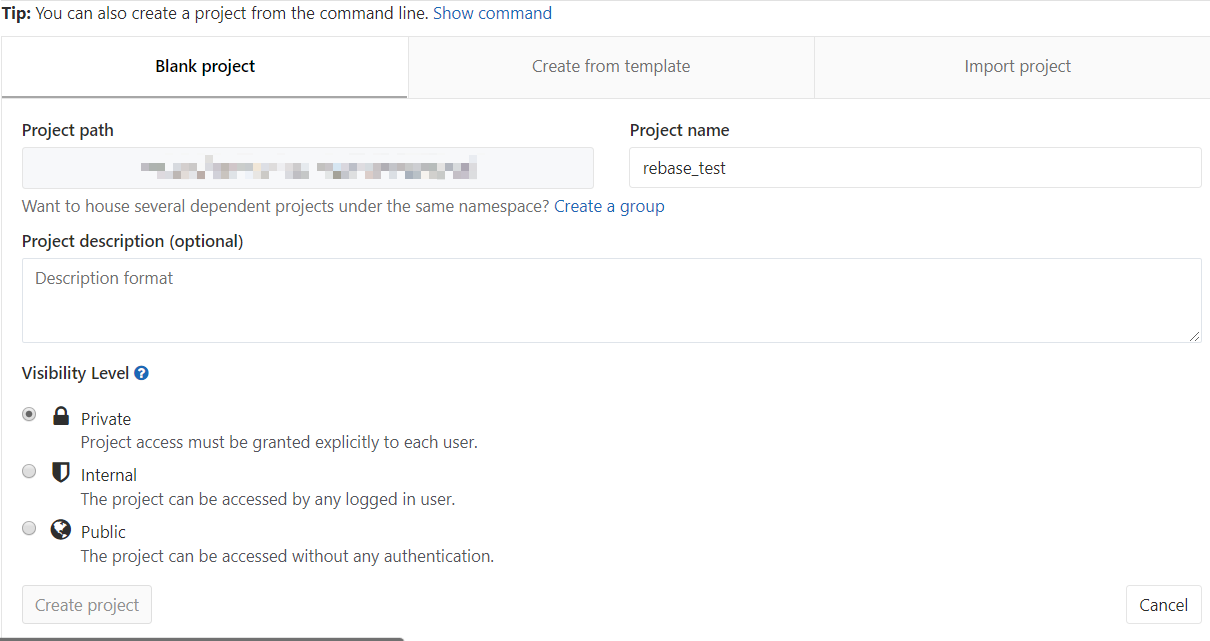 Tip: You can also create a project from the command line. Show command
Blank project
Create from template
Import project
Project path
Project name
rebase_test
Want to house several dependent projects under the same namespace? Create a group
Project description (optional)
Description format
Visibility Level ?
Private
Project access must be granted explicitly to each user.
Internal
The project can be accessed by any logged in user.
Public
The project can be accessed without any authentication.
Create project
Cancel